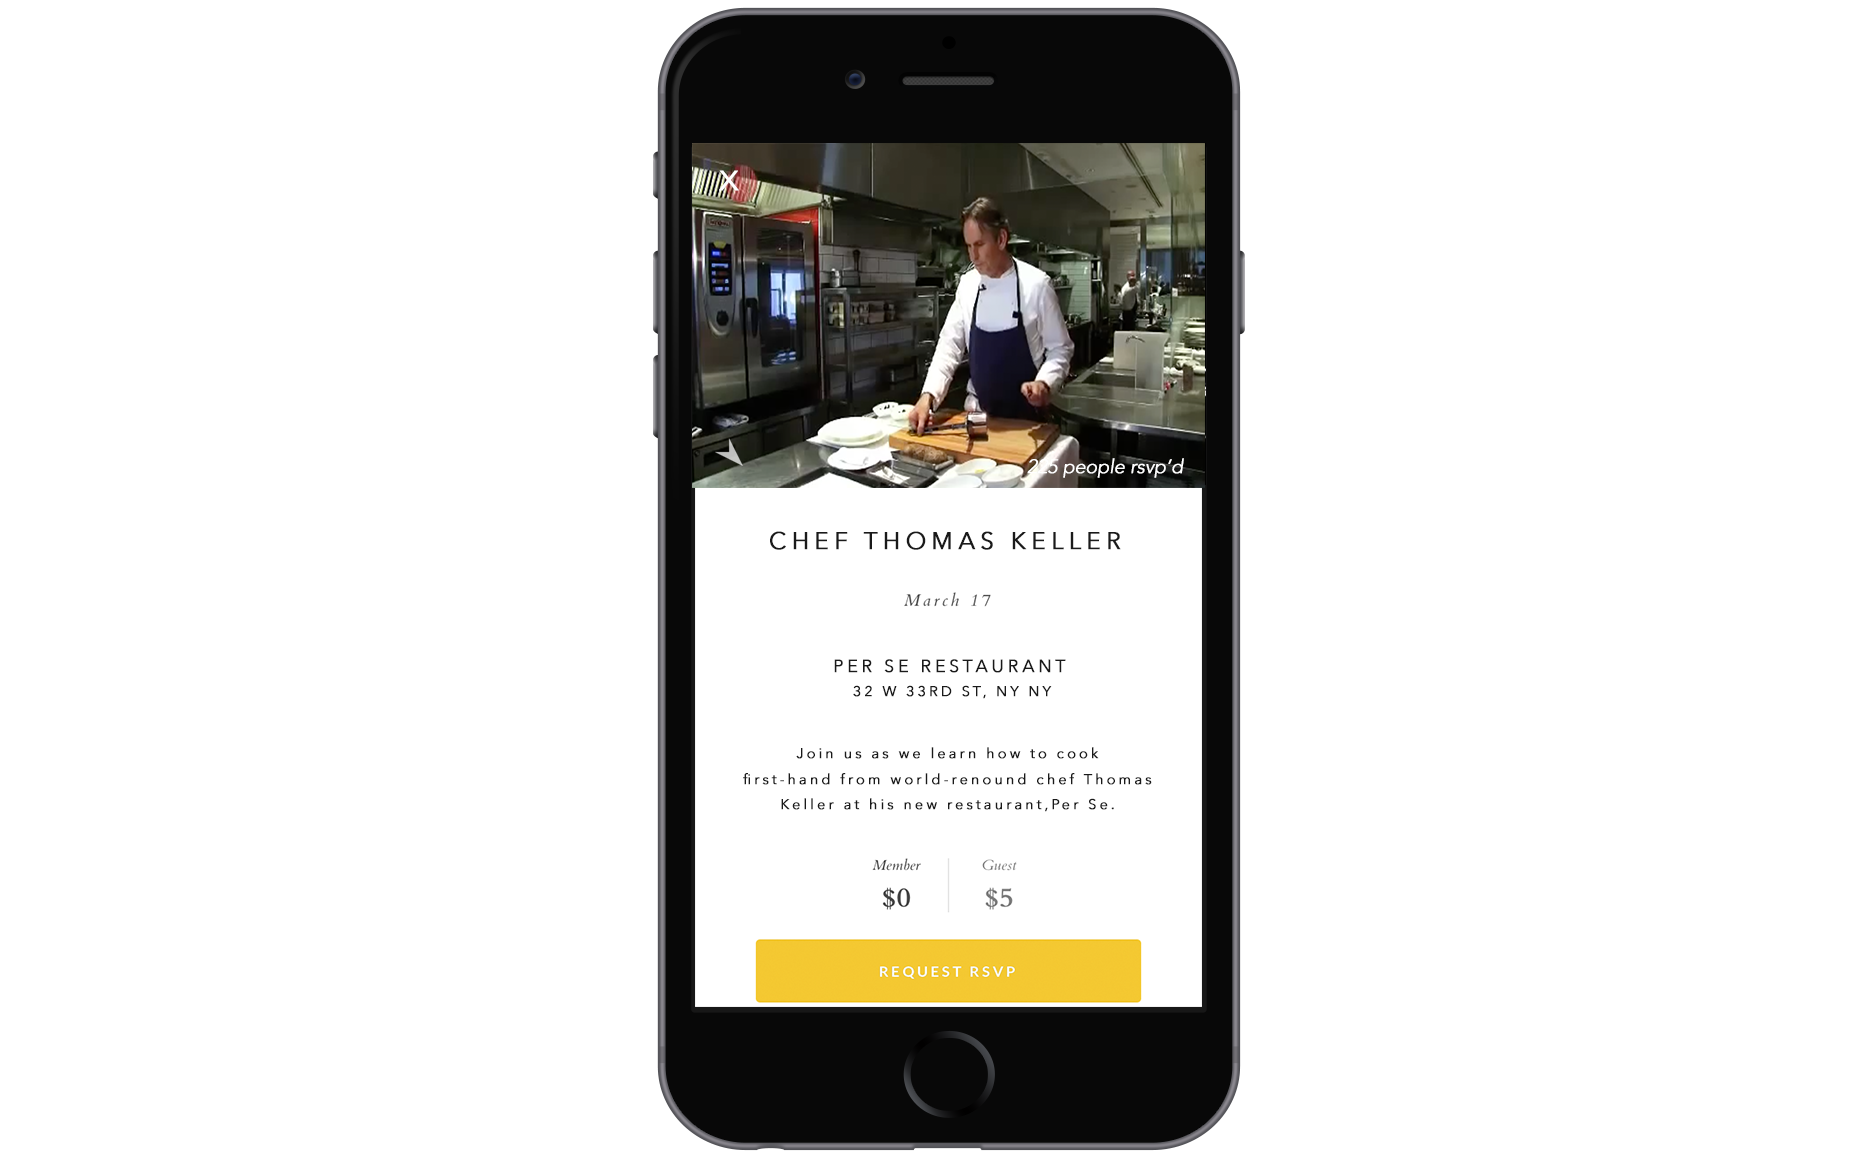 X
225 people rsvp'd
CHEF THOMAS KELLER
March 17
PER SE RESTAURANT
32 W 33RD ST, NY NY
Join us as we learn how to cook
first-hand from world-renound chef Thomas
Keller at his new restaurant,Per Se.
Member Guest
$0 $5
REQUEST RSVP